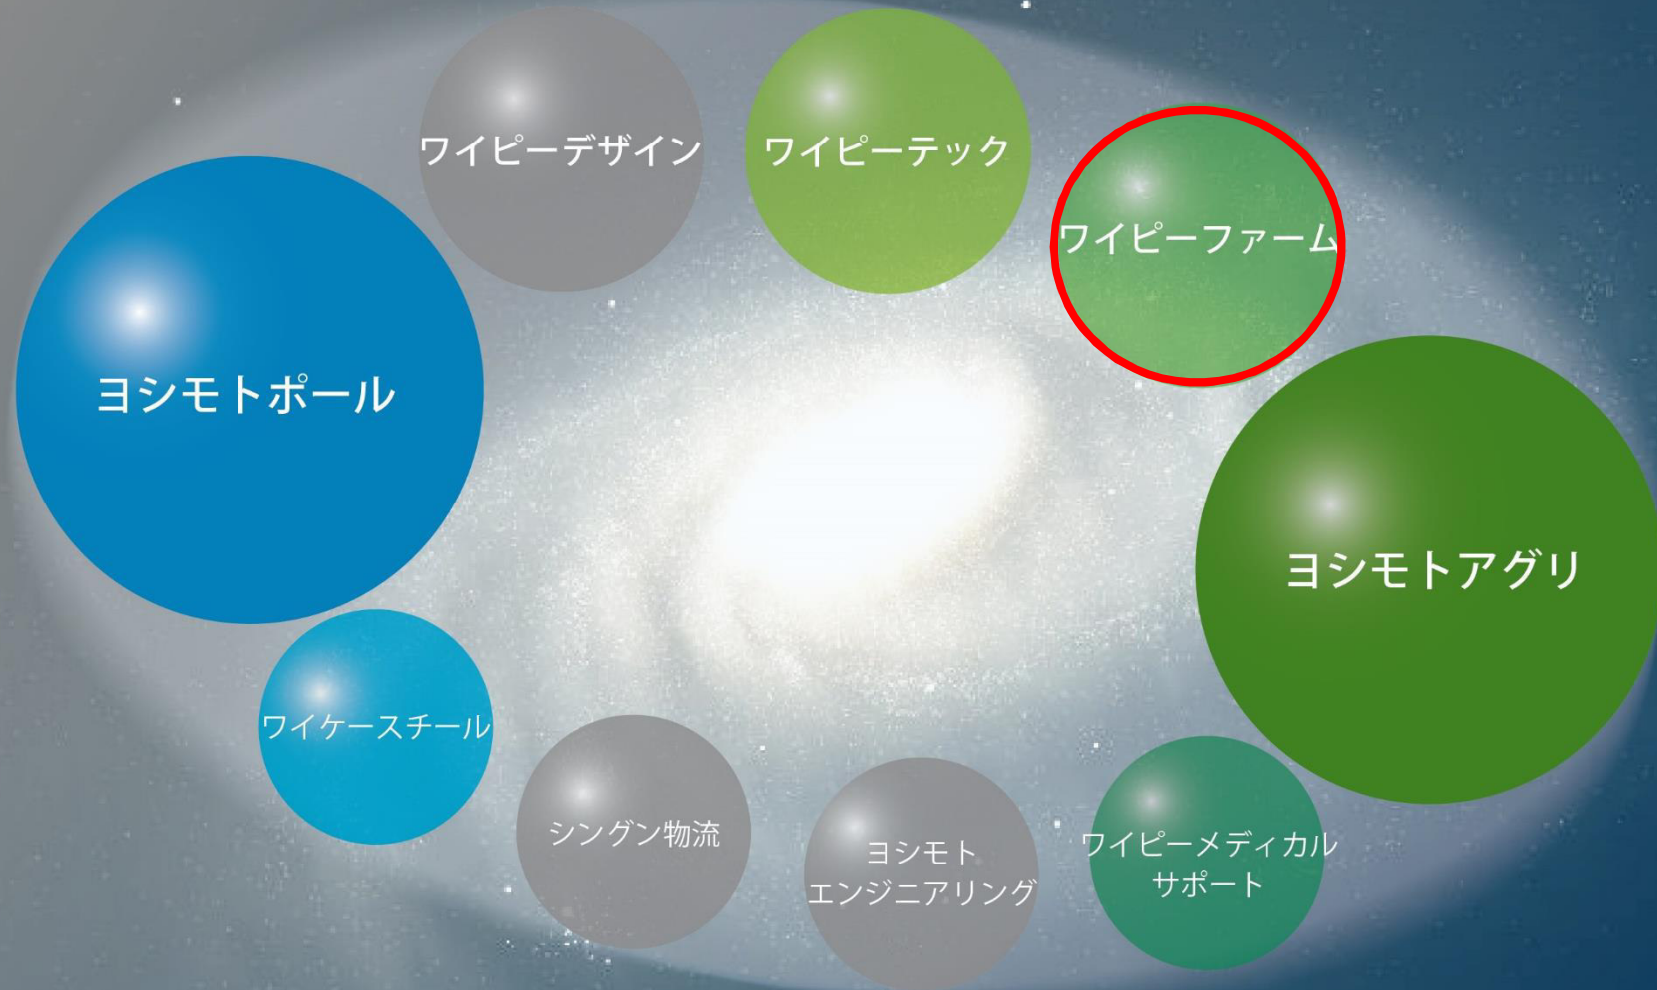 ワイピーデザイン
ワイピーテック
ワイピーファーム
ヨシモトポール
ヨシモトアグリ
ワイケースチール
シングン物流
ヨシモト
エンジニアリング
ワイピーメディカル
サポート